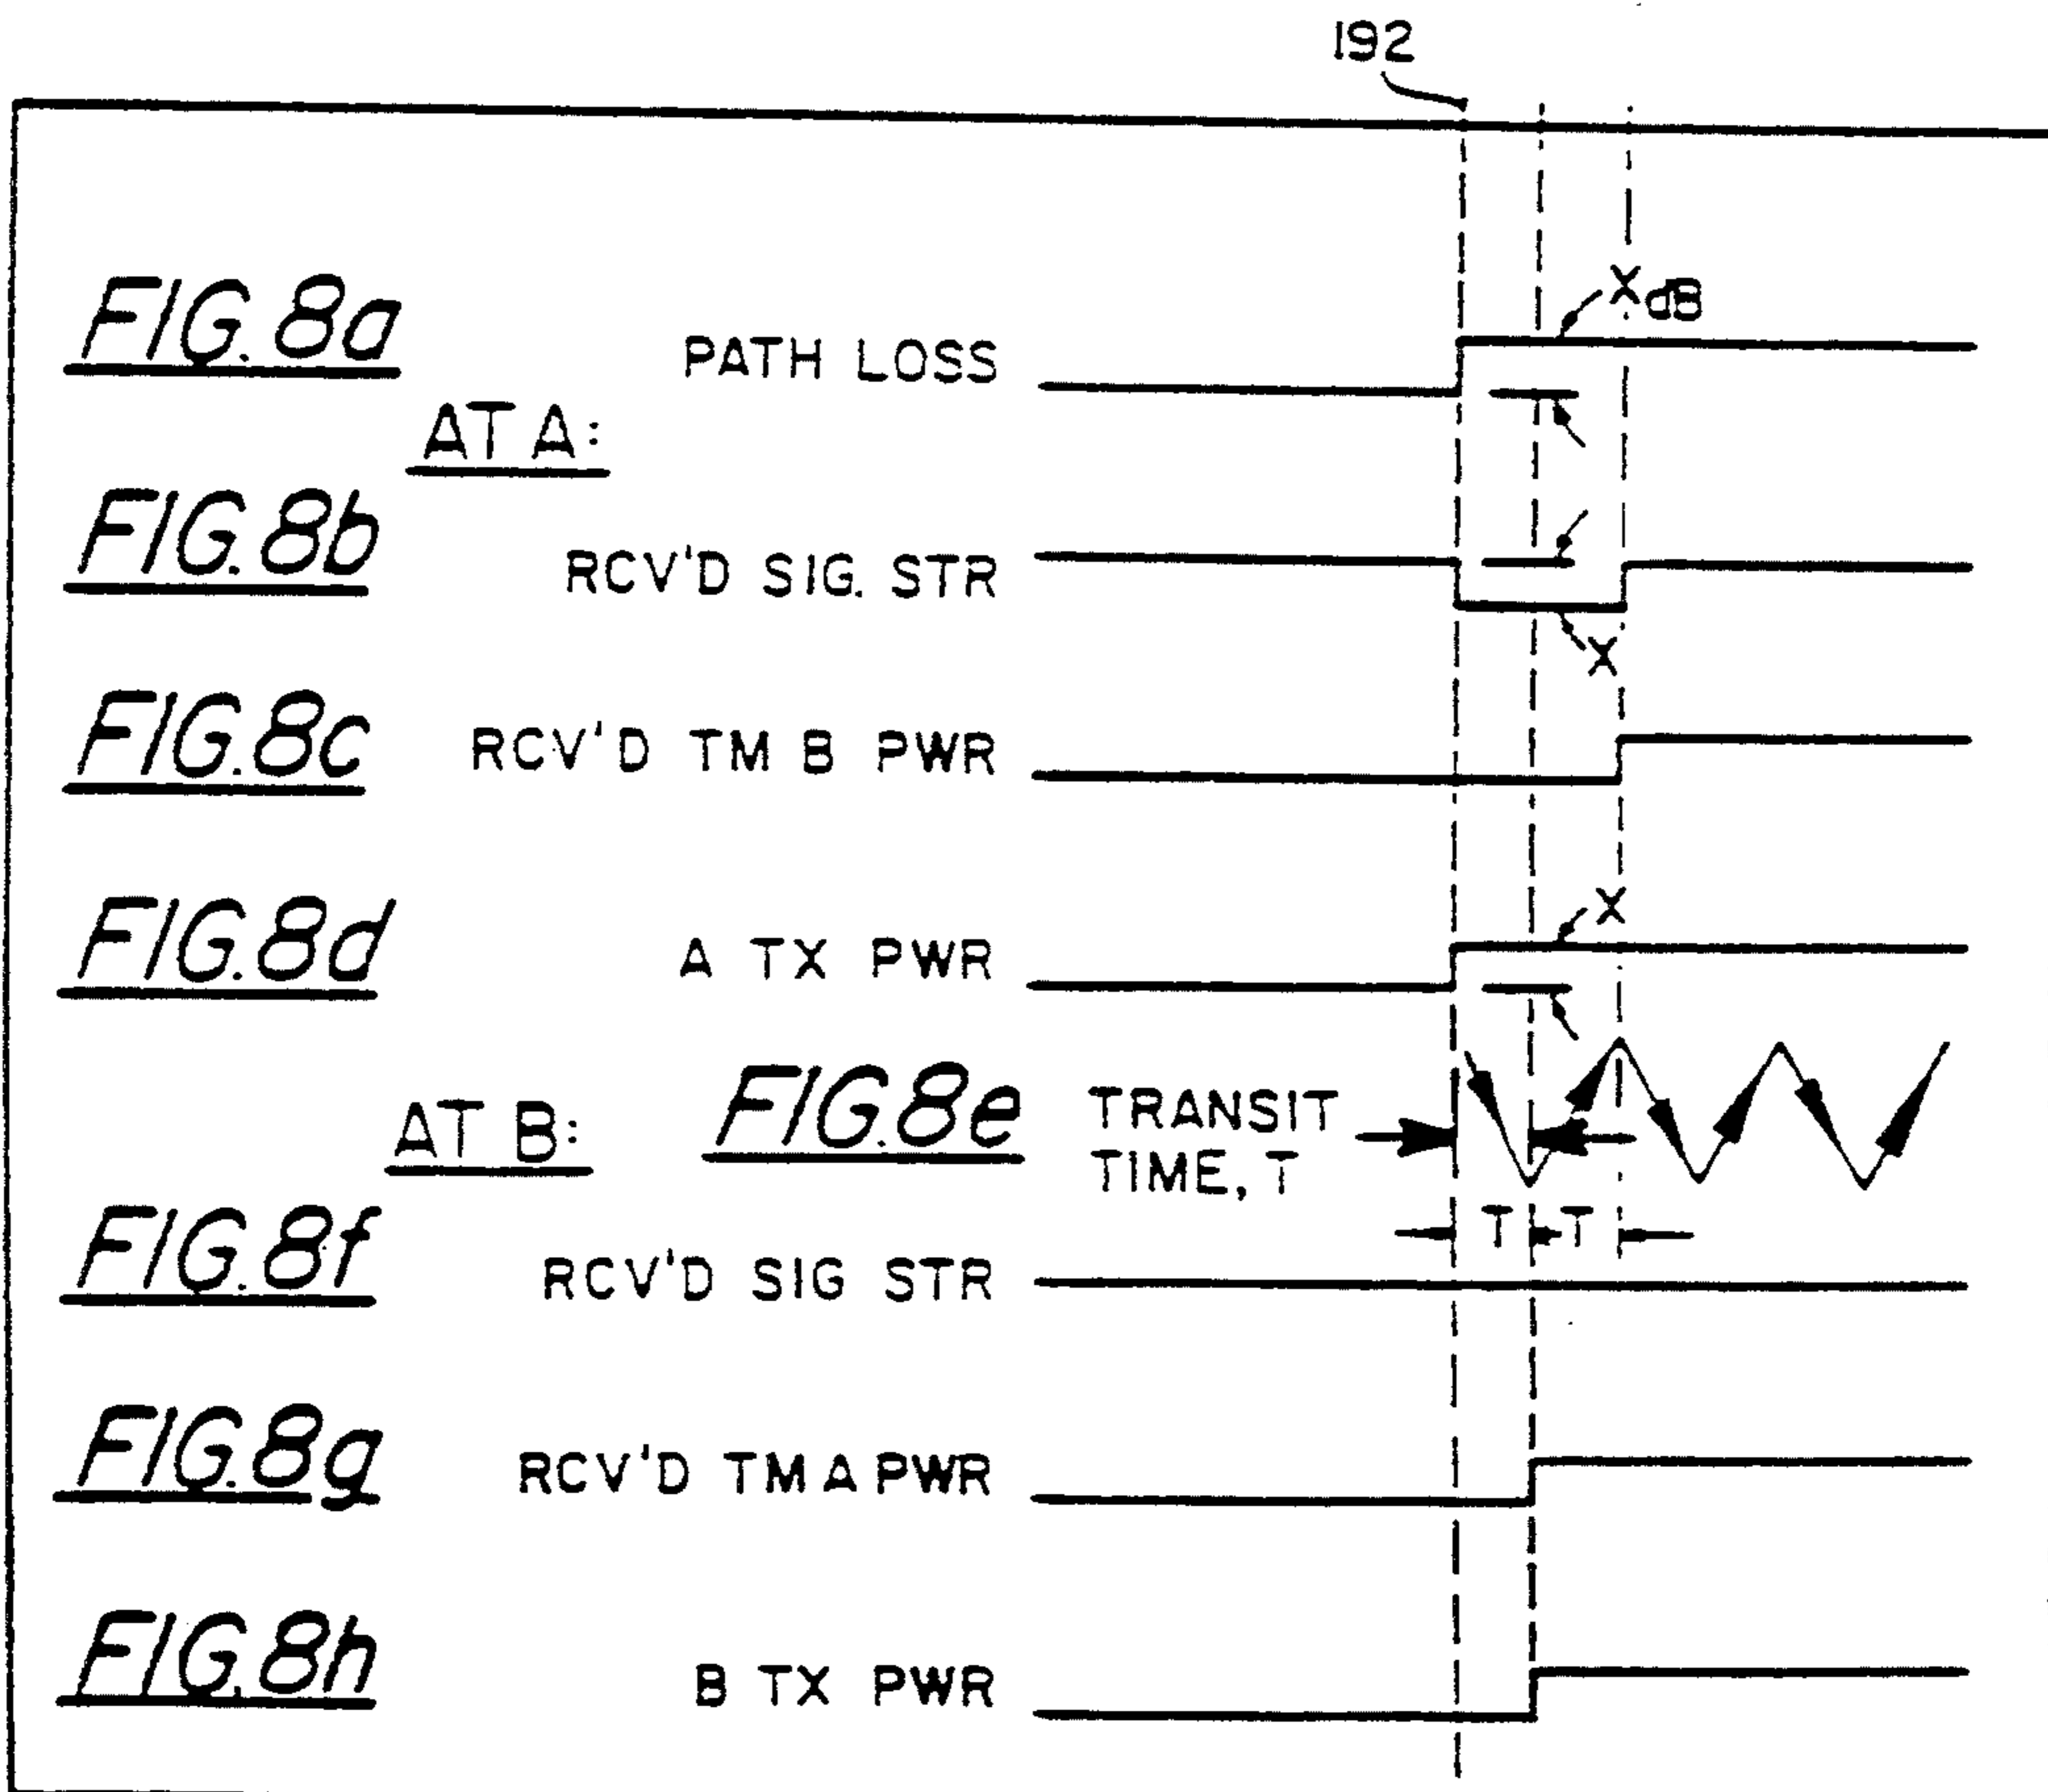 192
FIG. 8a PATH LOSS X dB
AT A:
FIG. 8b RCV'D SIG. STR X
FIG. 8c RCV'D TM B PWR
FIG. 8d A TX PWR X
AT B: FIG. 8e TRANSIT
TIME, T
T T
FIG. 8f RCV'D SIG STR
FIG. 8g RCV'D TM A PWR
FIG. 8h B TX PWR